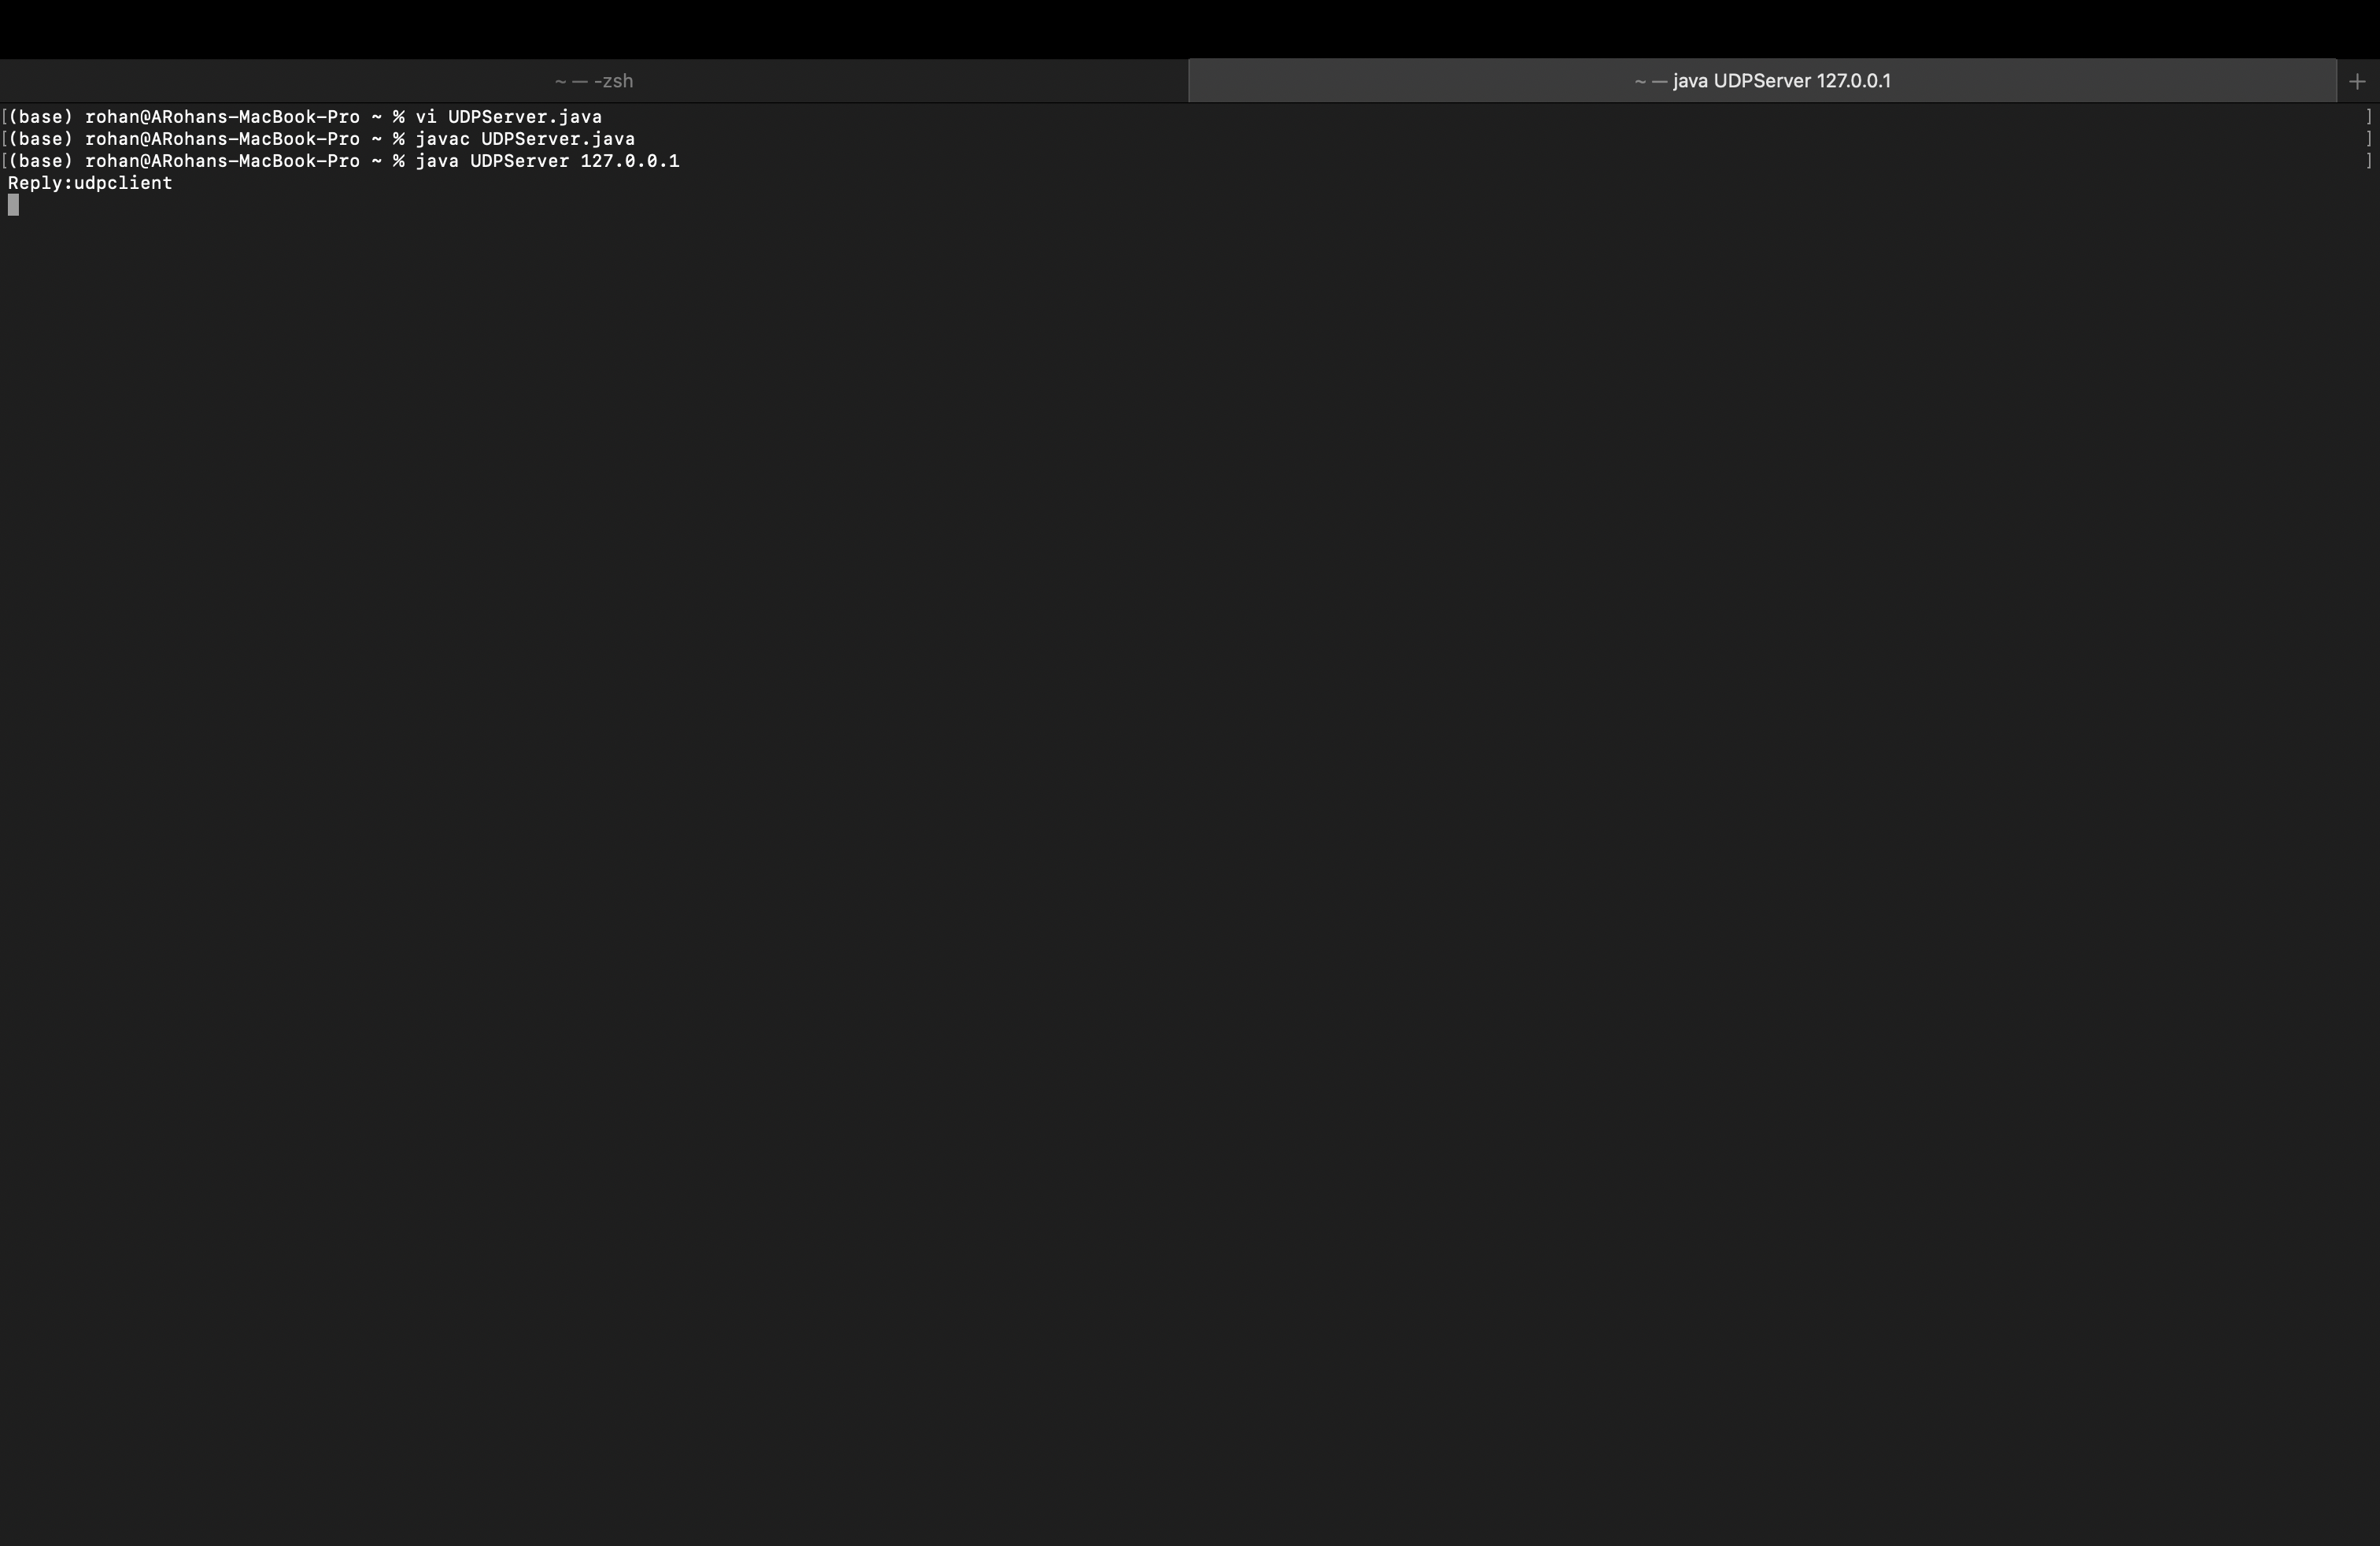 ~ — -zsh
~ — java UDPServer 127.0.0.1 +
[(base) rohan@ARohans-MacBook-Pro ~ % vi UDPServer.java ]
[(base) rohan@ARohans-MacBook-Pro ~ % javac UDPServer.java ]
[(base) rohan@ARohans-MacBook-Pro ~ % java UDPServer 127.0.0.1 ]
Reply:udpclient